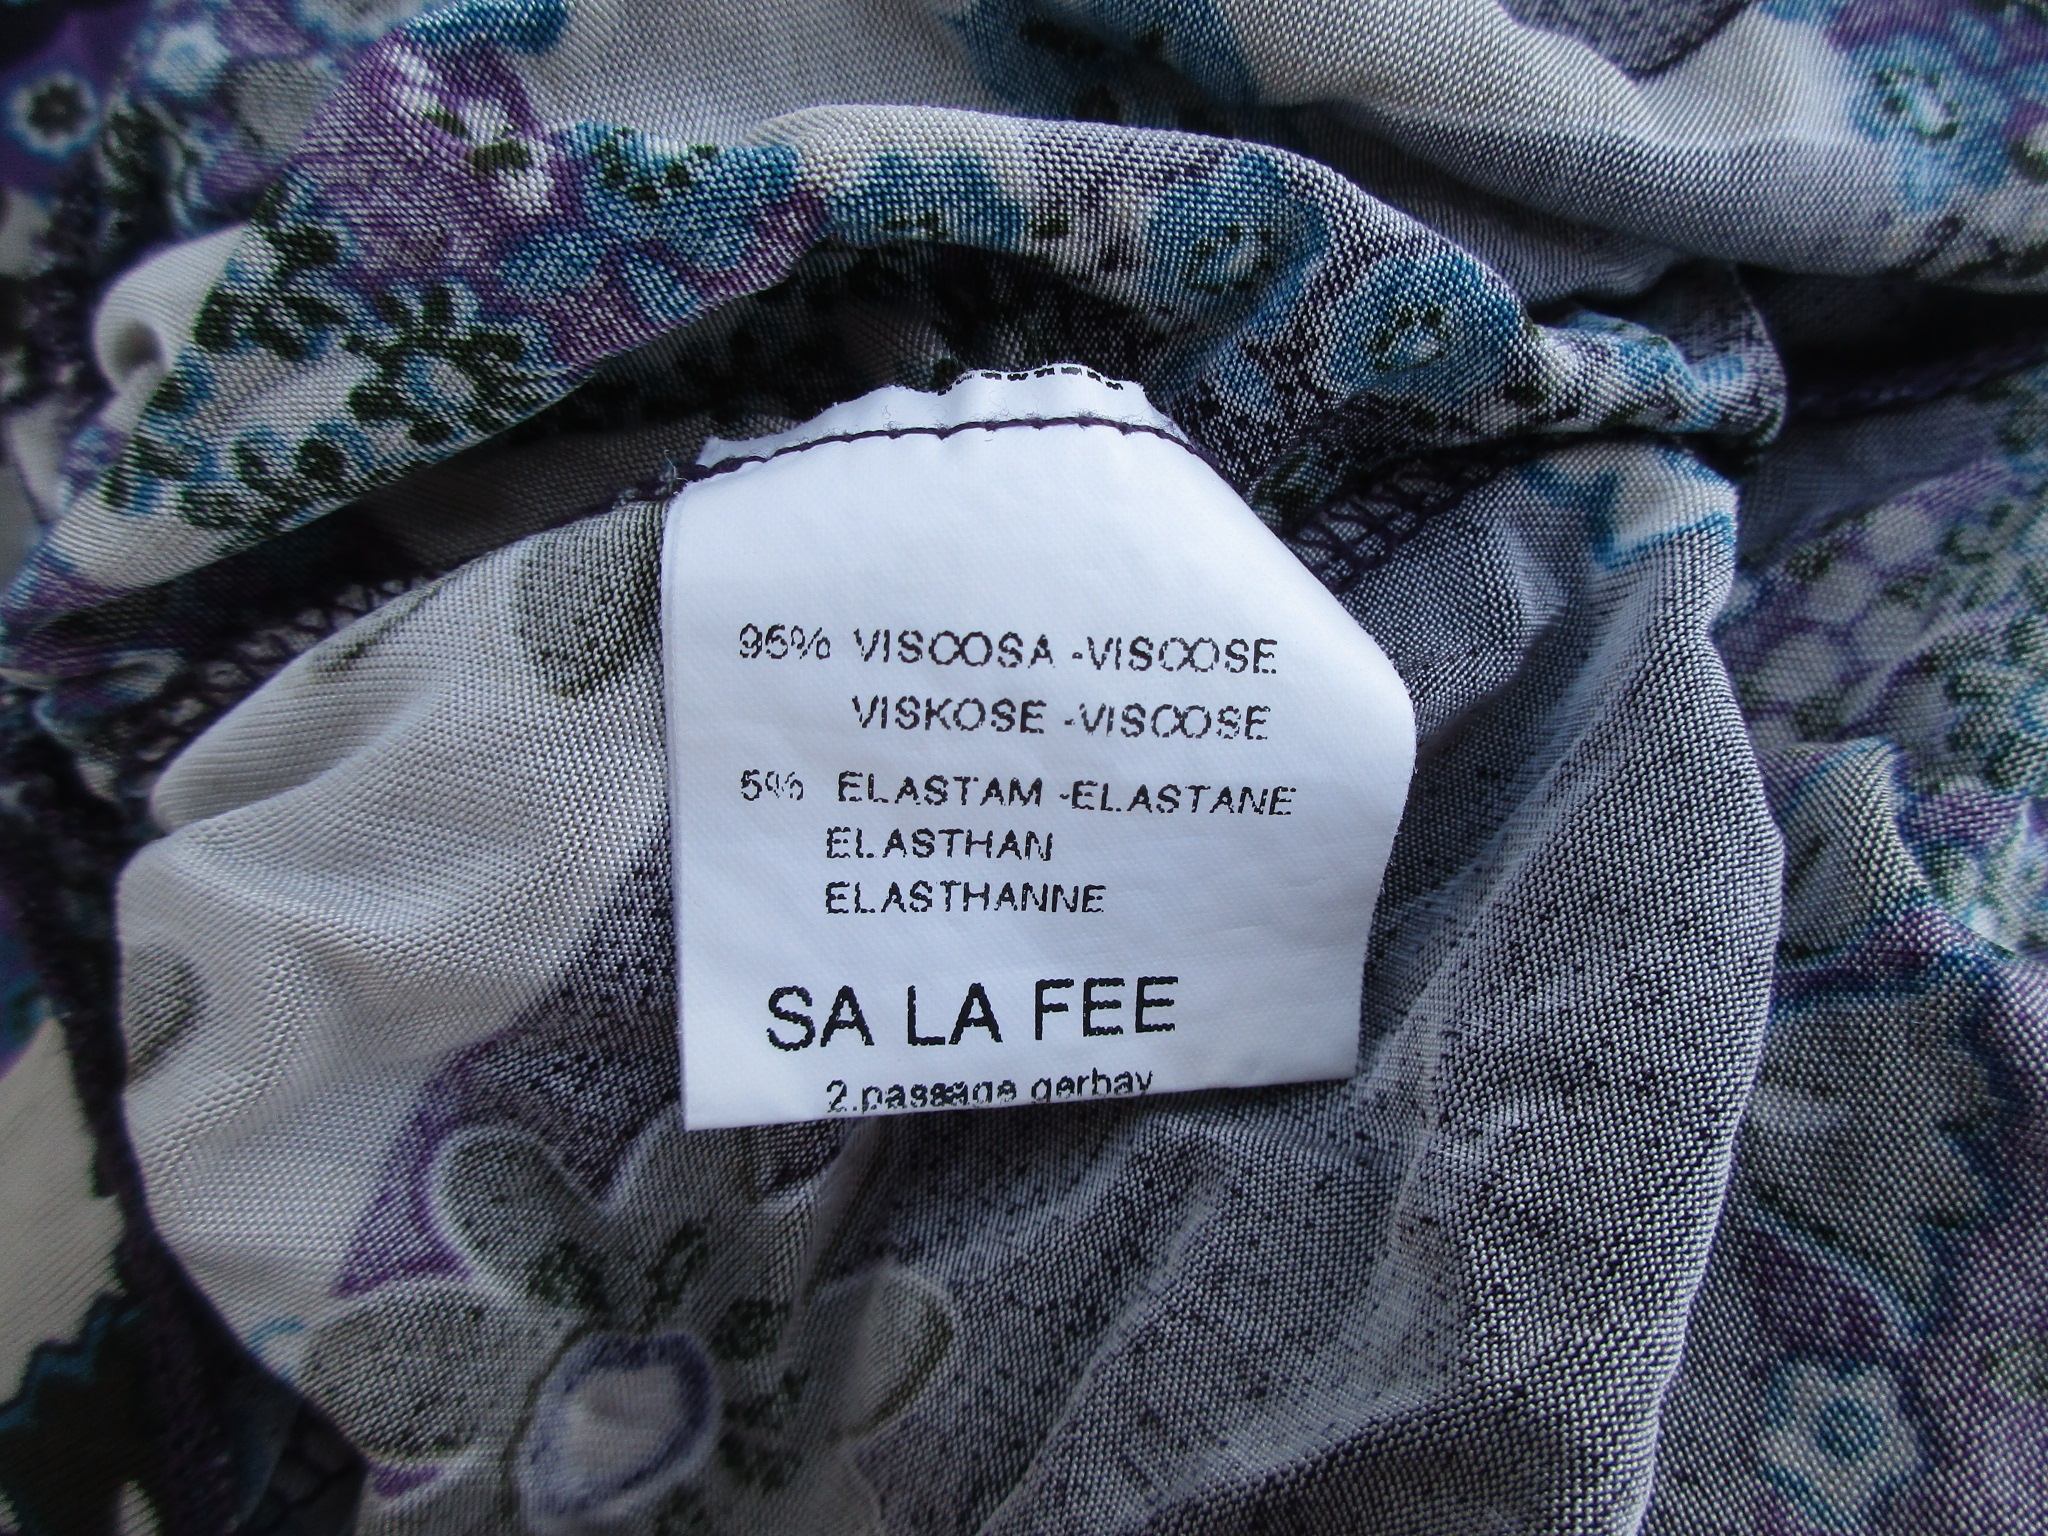 95% VISCOSA -VISCOSE
VISKOSE -VISCOSE
5% ELASTAM -ELASTANE
ELASTHAN
ELASTHANNE
SA LA FEE
2.passage gerbay